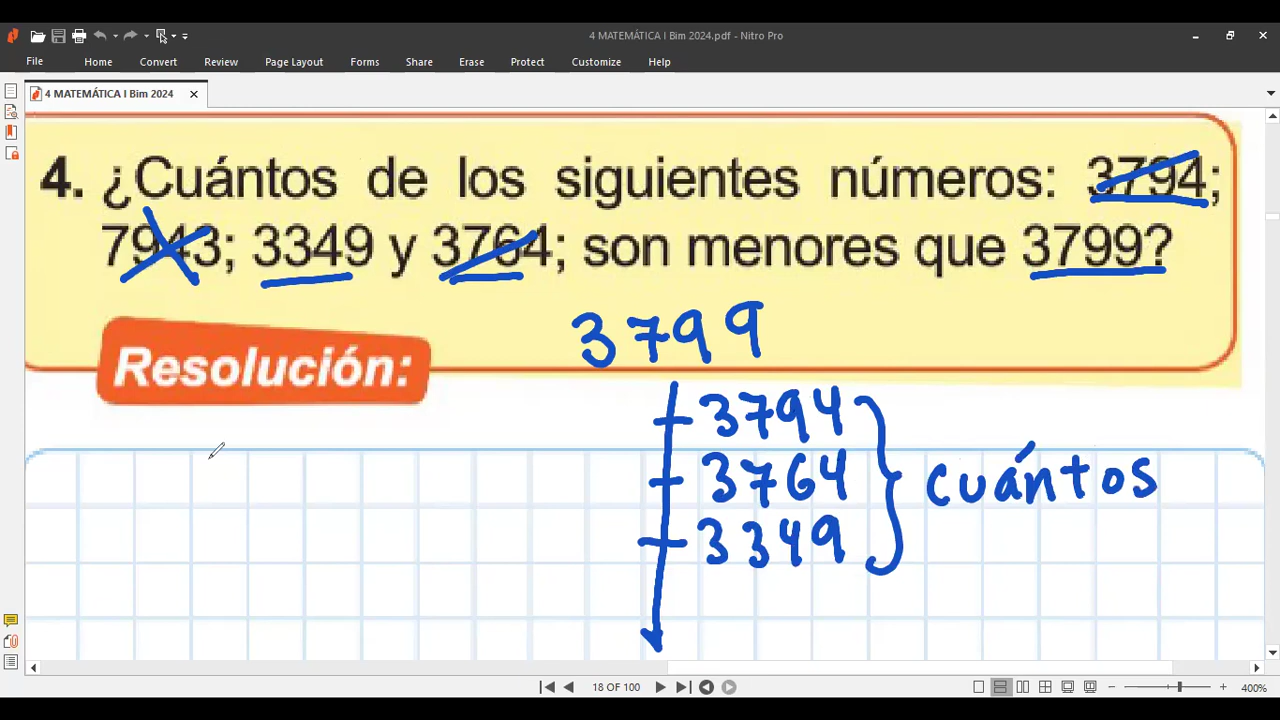 4 MATEMÁTICA I Bim 2024.pdf - Nitro Pro
File Home Convert Review Page Layout Forms Share Erase Protect Customize Help
4 MATEMÁTICA I Bim 2024
4. ¿Cuántos de los siguientes números: 3794;
7943; 3349 y 3764; son menores que 3799?
3799
Resolución:
3794
3764
cuántos
3349
18 OF 100
400%